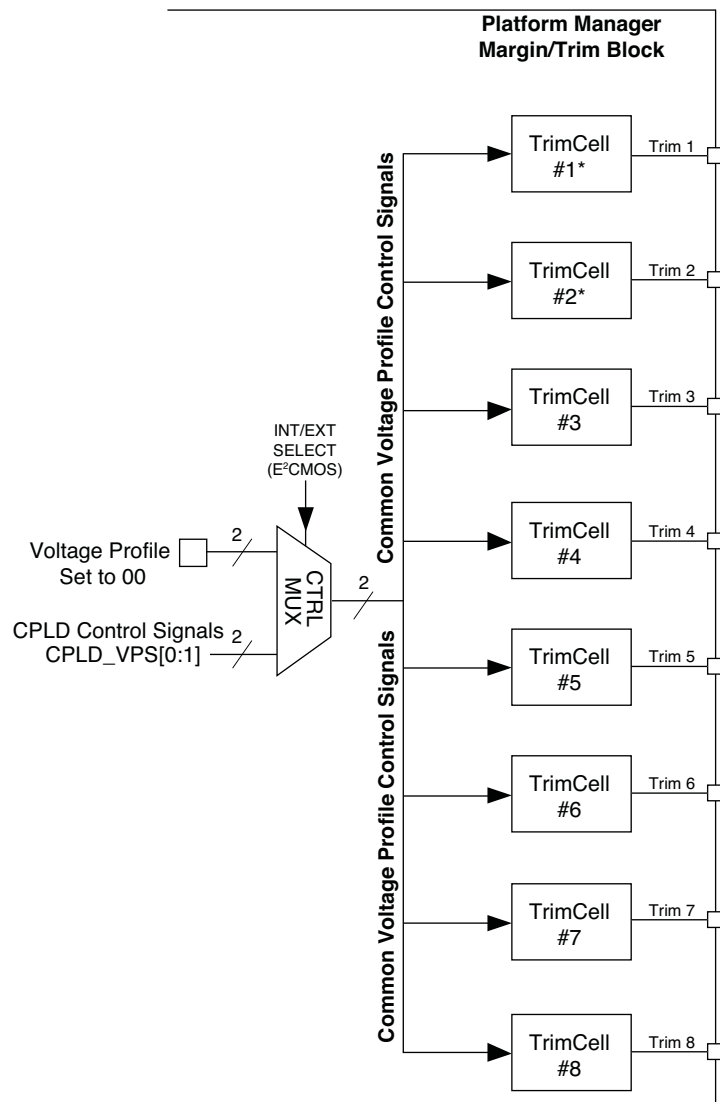 Platform Manager
Margin/Trim Block
TrimCell
#1*
Trim 1
TrimCell
#2*
Trim 2
TrimCell
#3
Trim 3
TrimCell
#4
Trim 4
TrimCell
#5
Trim 5
TrimCell
#6
Trim 6
TrimCell
#7
Trim 7
TrimCell
#8
Trim 8
Common Voltage Profile Control Signals
Common Voltage Profile Control Signals
INT/EXT
SELECT
(E²CMOS)
Voltage Profile
Set to 00
2
CPLD Control Signals
CPLD_VPS[0:1]
2
CTRL
MUX
2